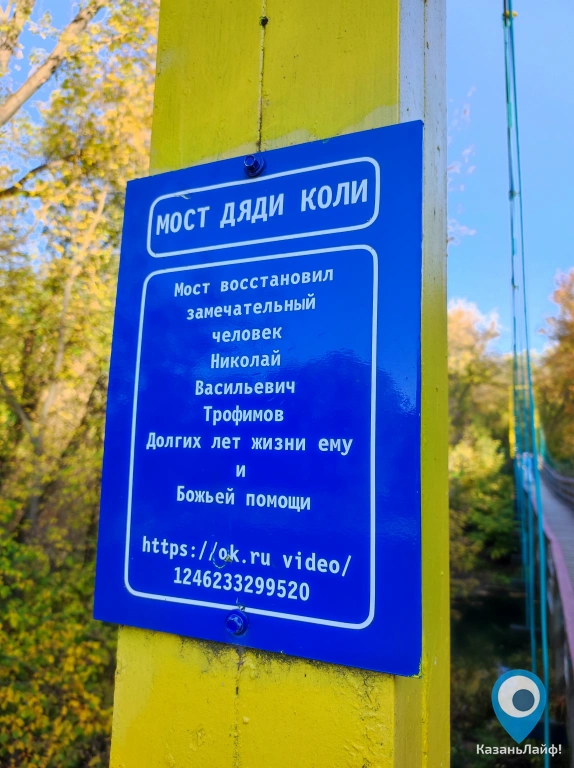 МОСТ ДЯДИ КОЛИ
Мост восстановил
замечательный
человек
Николай
Васильевич
Трофимов
Долгих лет жизни ему
и
Божьей помощи
https://ok.ru video/
1246233299520
КазаньЛайф!